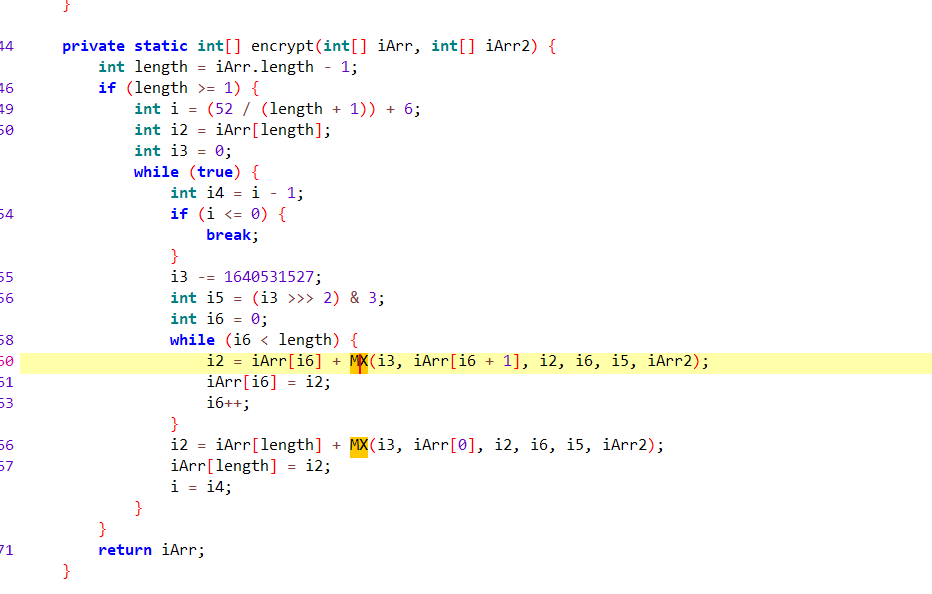 }
44 private static int[] encrypt(int[] iArr, int[] iArr2) {
int length = iArr.length - 1;
46 if (length >= 1) {
49 int i = (52 / (length + 1)) + 6;
50 int i2 = iArr[length];
int i3 = 0;
while (true) {
int i4 = i - 1;
54 if (i <= 0) {
break;
}
55 i3 -= 1640531527;
56 int i5 = (i3 >>> 2) & 3;
int i6 = 0;
58 while (i6 < length) {
60 i2 = iArr[i6] + MX(i3, iArr[i6 + 1], i2, i6, i5, iArr2);
61 iArr[i6] = i2;
63 i6++;
}
66 i2 = iArr[length] + MX(i3, iArr[0], i2, i6, i5, iArr2);
67 iArr[length] = i2;
i = i4;
}
}
71 return iArr;
}